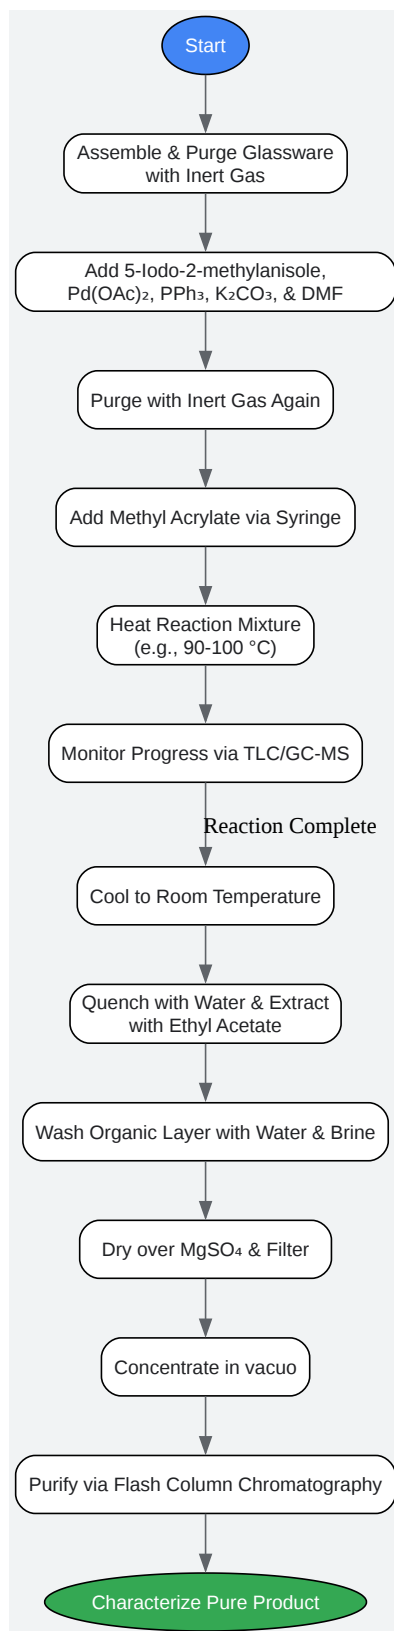 Start
Assemble & Purge Glassware
with Inert Gas
Add 5-Iodo-2-methylanisole,
Pd(OAc)₂, PPh₃, K₂CO₃, & DMF
Purge with Inert Gas Again
Add Methyl Acrylate via Syringe
Heat Reaction Mixture
(e.g., 90-100 °C)
Monitor Progress via TLC/GC-MS
Reaction Complete
Cool to Room Temperature
Quench with Water & Extract
with Ethyl Acetate
Wash Organic Layer with Water & Brine
Dry over MgSO₄ & Filter
Concentrate in vacuo
Purify via Flash Column Chromatography
Characterize Pure Product